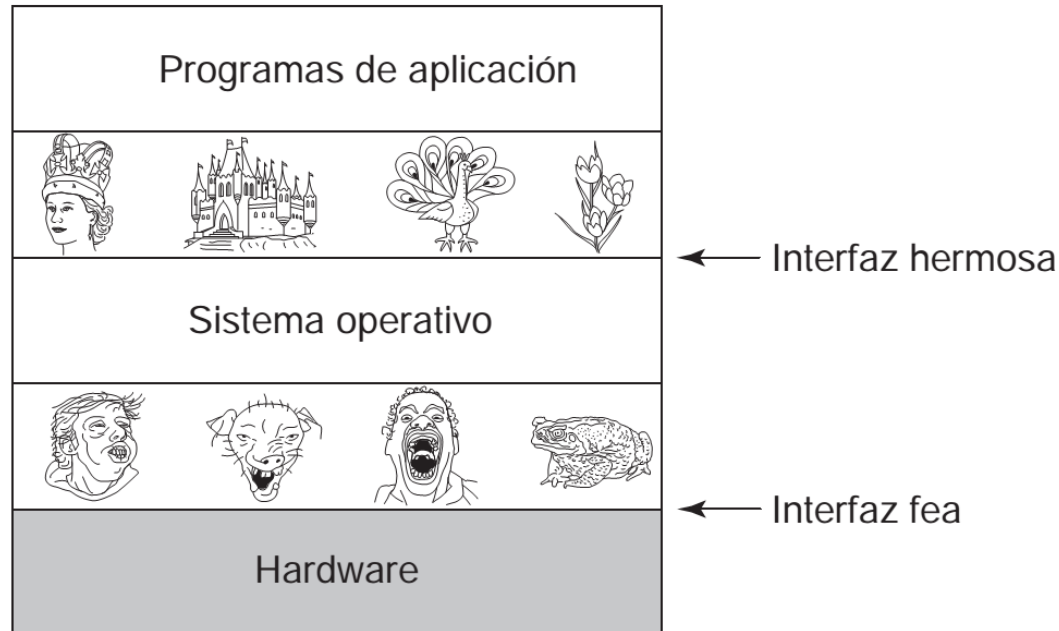 Programas de aplicación
Interfaz hermosa
Sistema operativo
Interfaz fea
Hardware